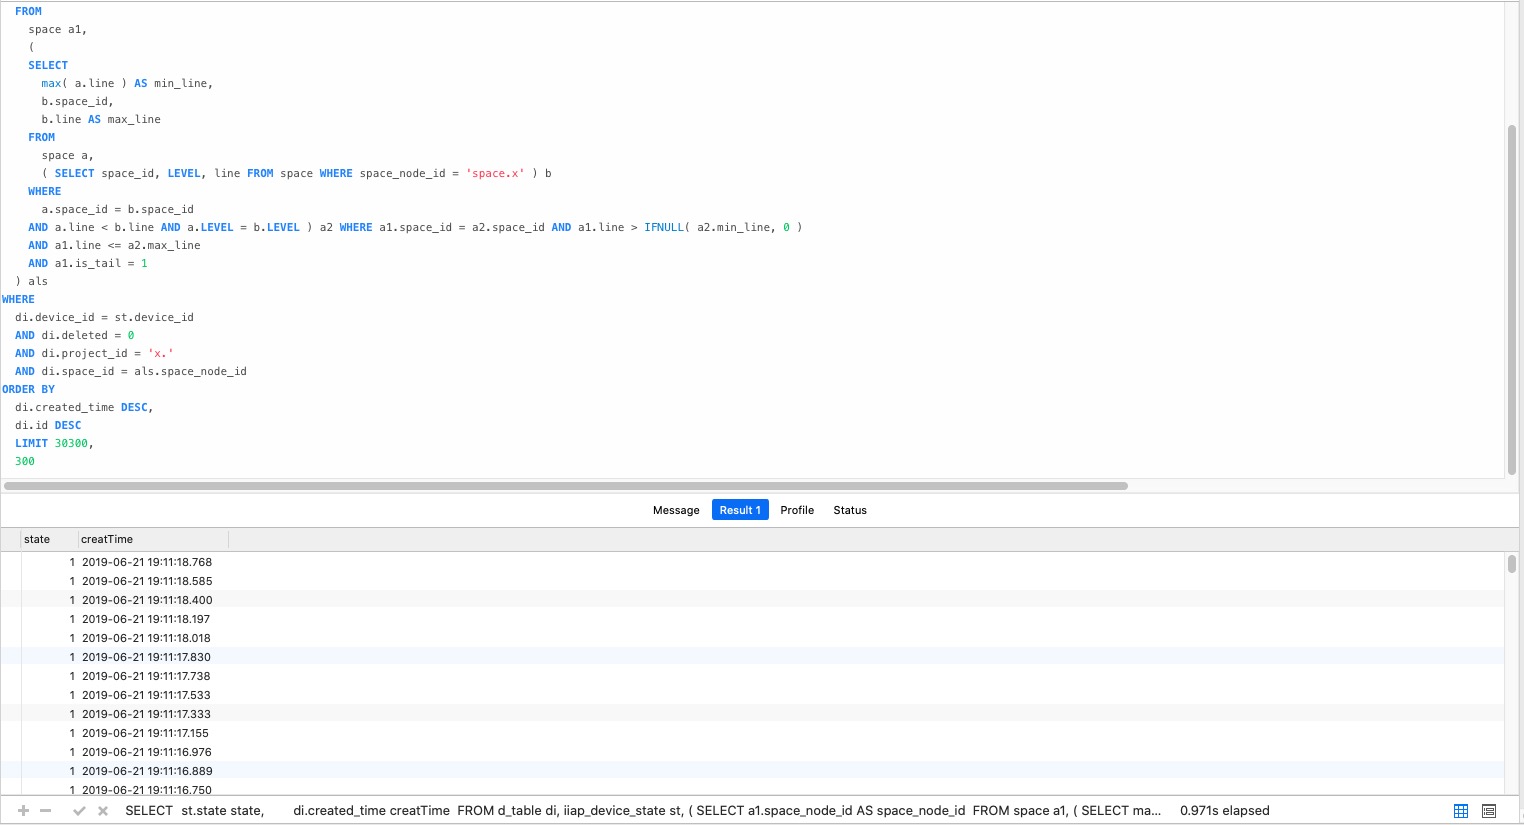 FROM
space a1,
(
SELECT
max( a.line ) AS min_line,
b.space_id,
b.line AS max_line
FROM
space a,
( SELECT space_id, LEVEL, line FROM space WHERE space_node_id = 'space.x' ) b
WHERE
a.space_id = b.space_id
AND a.line < b.line AND a.LEVEL = b.LEVEL ) a2 WHERE a1.space_id = a2.space_id AND a1.line > IFNULL( a2.min_line, 0 )
AND a1.line <= a2.max_line
AND a1.is_tail = 1
) als
WHERE
di.device_id = st.device_id
AND di.deleted = 0
AND di.project_id = 'x.'
AND di.space_id = als.space_node_id
ORDER BY
di.created_time DESC,
di.id DESC
LIMIT 30300,
300
Message Result 1 Profile Status
state creatTime
1 2019-06-21 19:11:18.768
1 2019-06-21 19:11:18.585
1 2019-06-21 19:11:18.400
1 2019-06-21 19:11:18.197
1 2019-06-21 19:11:18.018
1 2019-06-21 19:11:17.830
1 2019-06-21 19:11:17.738
1 2019-06-21 19:11:17.533
1 2019-06-21 19:11:17.333
1 2019-06-21 19:11:17.155
1 2019-06-21 19:11:16.976
1 2019-06-21 19:11:16.889
1 2019-06-21 19:11:16.750
SELECT st.state state, di.created_time creatTime FROM d_table di, iiap_device_state st, ( SELECT a1.space_node_id AS space_node_id FROM space a1, ( SELECT ma... 0.971s elapsed